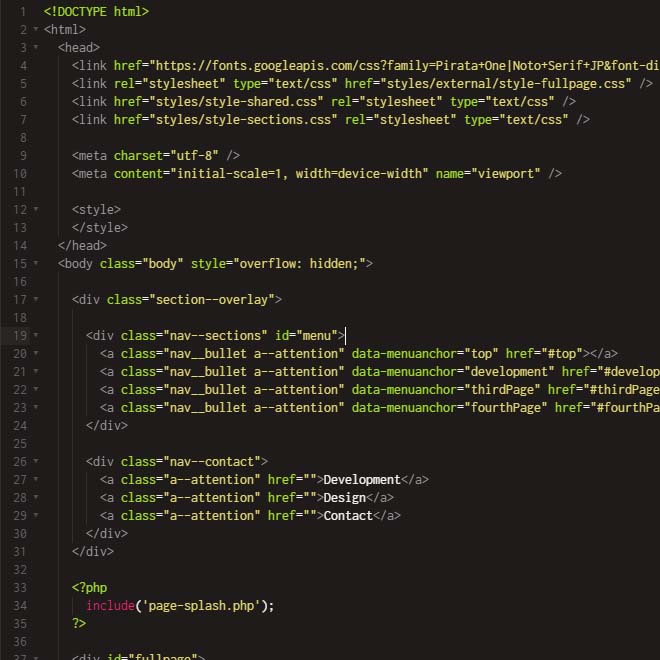 1 <!DOCTYPE html>
2 <html>
3 <head>
4 <link href="https://fonts.googleapis.com/css?family=Pirata+One|Noto+Serif+JP&font-di
5 <link rel="stylesheet" type="text/css" href="styles/external/style-fullpage.css" />
6 <link href="styles/style-shared.css" rel="stylesheet" type="text/css" />
7 <link href="styles/style-sections.css" rel="stylesheet" type="text/css" />
8
9 <meta charset="utf-8" />
10 <meta content="initial-scale=1, width=device-width" name="viewport" />
11
12 <style>
13 </style>
14 </head>
15 <body class="body" style="overflow: hidden;">
16
17 <div class="section--overlay">
18
19 <div class="nav--sections" id="menu">
20 <a class="nav__bullet a--attention" data-menuanchor="top" href="#top"></a>
21 <a class="nav__bullet a--attention" data-menuanchor="development" href="#develop
22 <a class="nav__bullet a--attention" data-menuanchor="thirdPage" href="#thirdPage
23 <a class="nav__bullet a--attention" data-menuanchor="fourthPage" href="#fourthPa
24 </div>
25
26 <div class="nav--contact">
27 <a class="a--attention" href="">Development</a>
28 <a class="a--attention" href="">Design</a>
29 <a class="a--attention" href="">Contact</a>
30 </div>
31 </div>
32
33 <?php
34 include('page-splash.php');
35 ?>
36
37 <div id="fullpage">